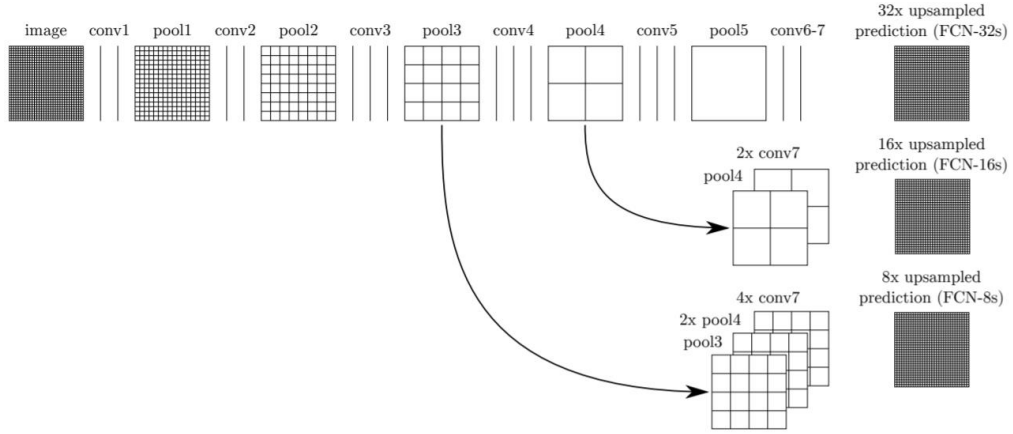 image conv1 pool1 conv2 pool2 conv3 pool3 conv4 pool4 conv5 pool5 conv6-7
32x upsampled
prediction (FCN-32s)
16x upsampled
prediction (FCN-16s)
2x conv7
pool4
8x upsampled
prediction (FCN-8s)
4x conv7
2x pool4
pool3